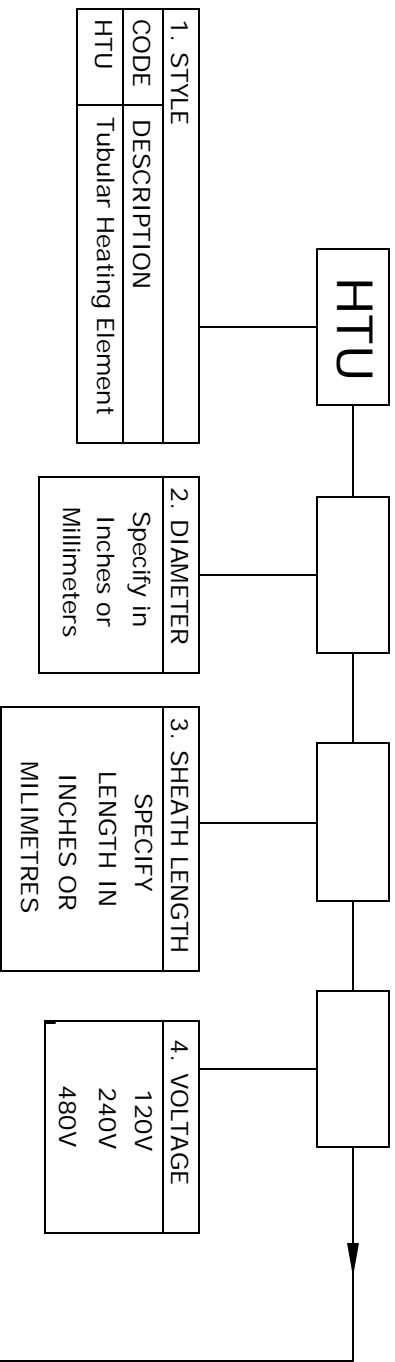 HTU
1. STYLE
CODE DESCRIPTION
HTU Tubular Heating Element
2. DIAMETER
Specify in
Inches or
Millimeters
3. SHEATH LENGTH
SPECIFY
LENGTH IN
INCHES OR
MILIMETRES
4. VOLTAGE
120V
240V
480V